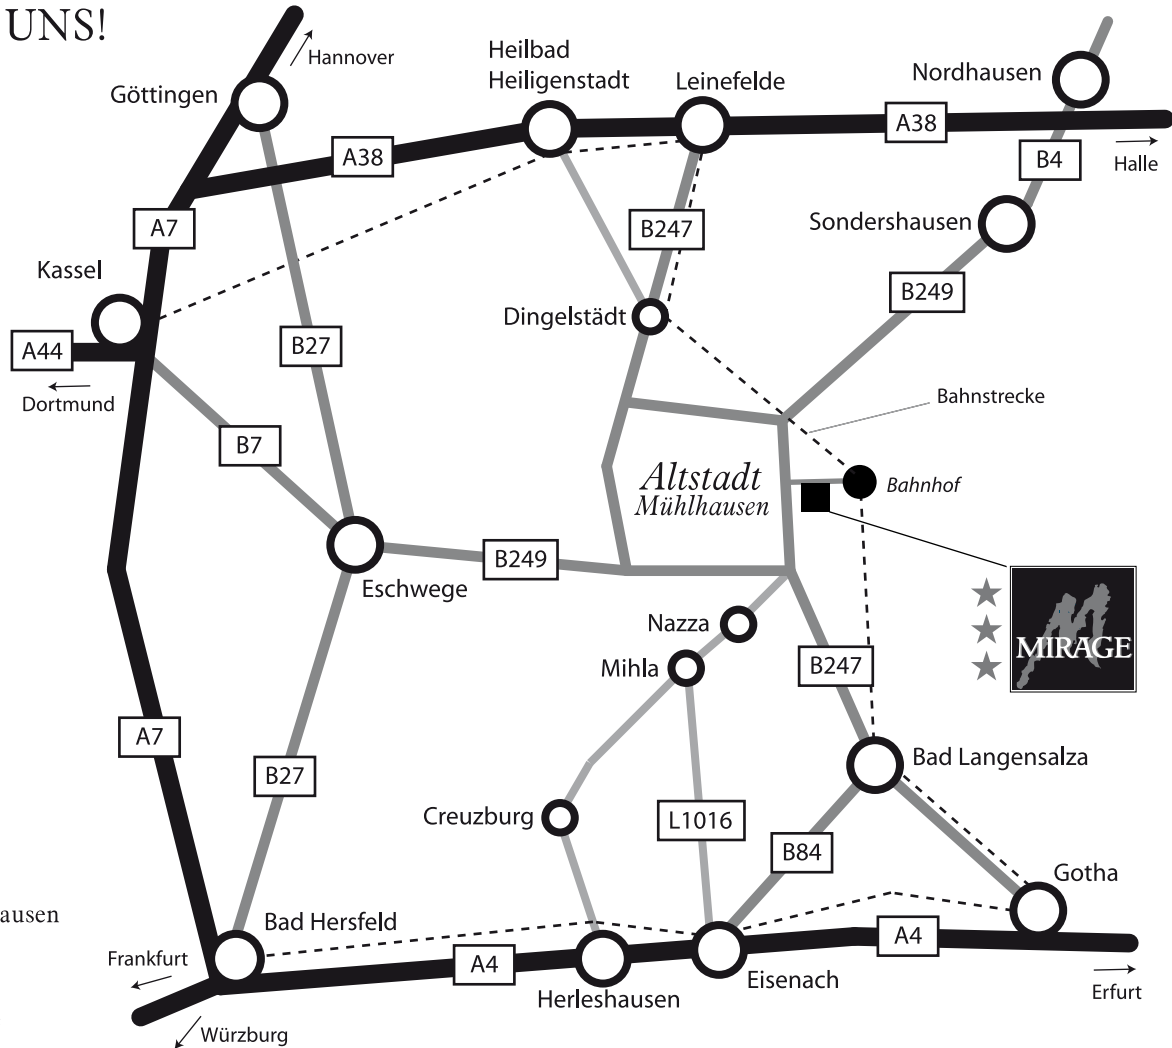 UNS!
Hannover
Heilbad
Heiligenstadt
Leinefelde
Nordhausen
Göttingen
A38
A38
B4
Halle
A7
B247
Sondershausen
Kassel
B249
Dingelstädt
A44
B27
Dortmund
Bahnstrecke
B7
Altstadt
Mühlhausen
Bahnhof
B249
Eschwege
Nazza
MIRAGE
Mihla
B247
A7
B27
Bad Langensalza
Creuzburg
L1016
B84
Gotha
ausen
Bad Hersfeld
Frankfurt
A4
A4
Eisenach
Herleshausen
Erfurt
Würzburg